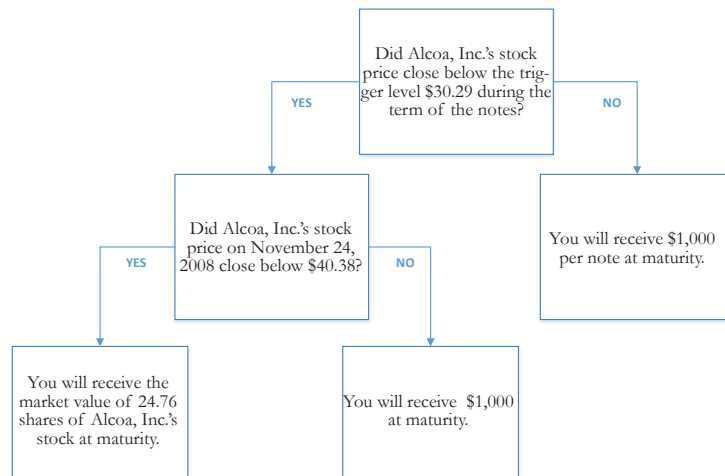 Did Alcoa, Inc.'s stock
price close below the trig-
ger level $30.29 during the
term of the notes?
YES
NO
Did Alcoa, Inc.'s stock
price on November 24,
2008 close below $40.38?
You will receive $1,000
per note at maturity.
YES
NO
You will receive the
market value of 24.76
shares of Alcoa, Inc.'s
stock at maturity.
You will receive $1,000
at maturity.